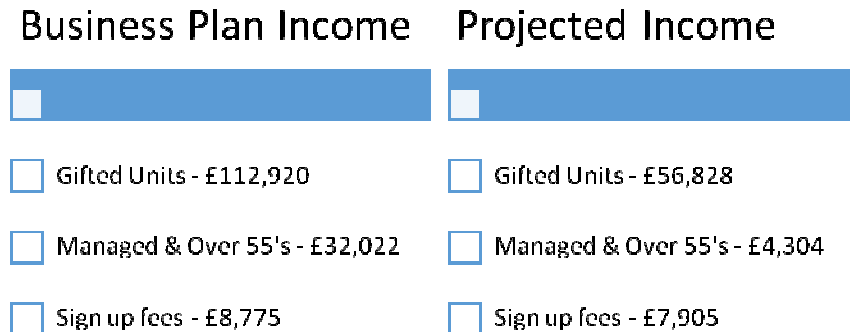 Business Plan Income
Gifted Units - £112,920
Managed & Over 55's - £32,022
Sign up fees - £8,775
Projected Income
Gifted Units - £56,828
Managed & Over 55's - £4,304
Sign up fees - £7,905